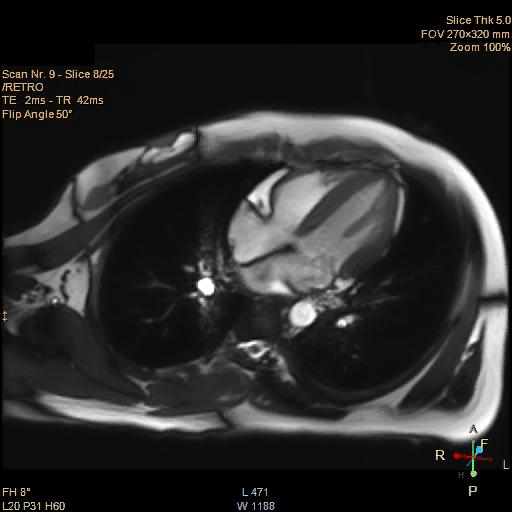 Slice Thk 5.0
FOV 270×320 mm
Zoom 100%
Scan Nr. 9 - Slice 8/25
/RETRO
TE 2ms - TR 42ms
Flip Angle 50°
A
F
R
L
H
P
FH 8°
L20 P31 H60
L 471
W 1188